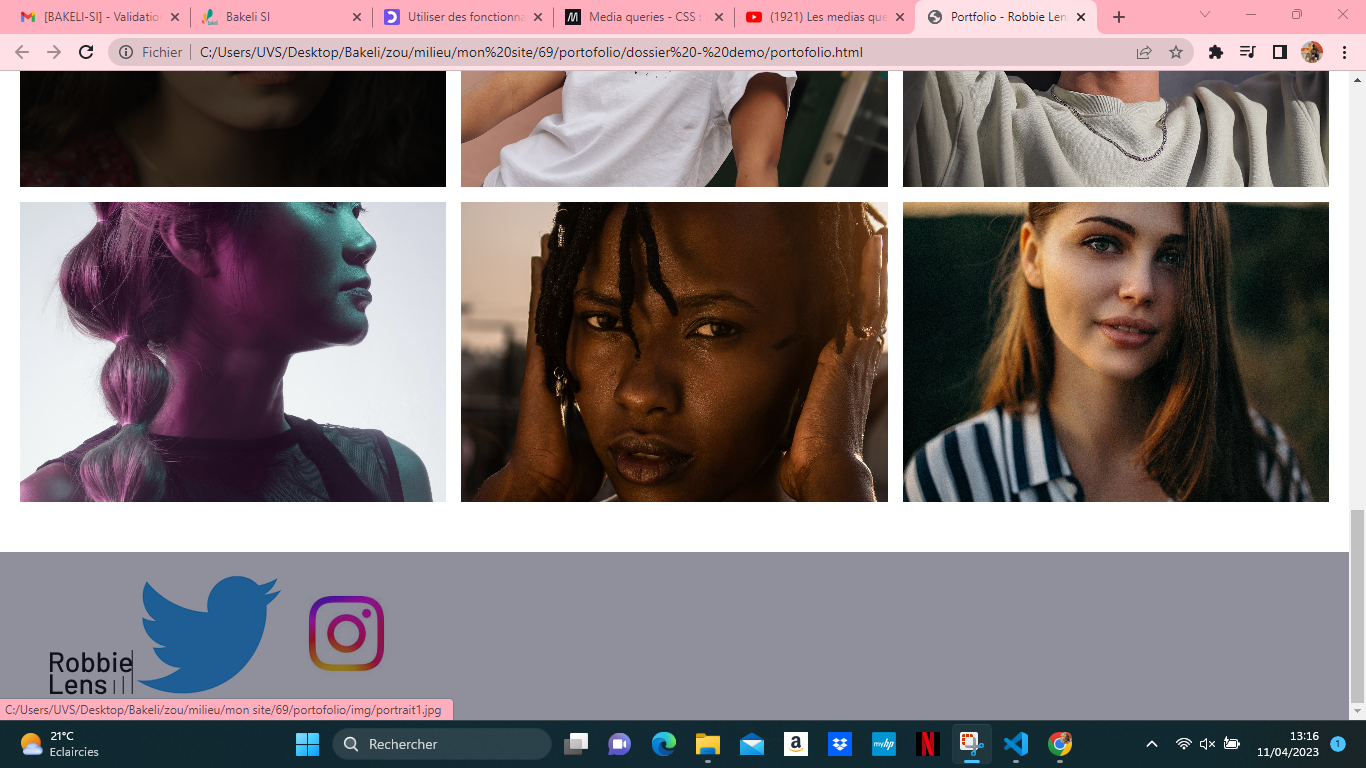 [BAKELI-SI] - Validation
Bakeli SI
Utiliser des fonctionna
Media queries - CSS :
(1921) Les medias que
Portfolio - Robbie Len
Fichier
C:/Users/UVS/Desktop/Bakeli/zou/milieu/mon%20site/69/portofolio/dossier%20-%20demo/portofolio.html
Robbie
Lens
C:/Users/UVS/Desktop/Bakeli/zou/milieu/mon site/69/portofolio/img/portrait1.jpg
21°C
Eclaircies
Rechercher
a
myhp
N
13:16
11/04/2023
1